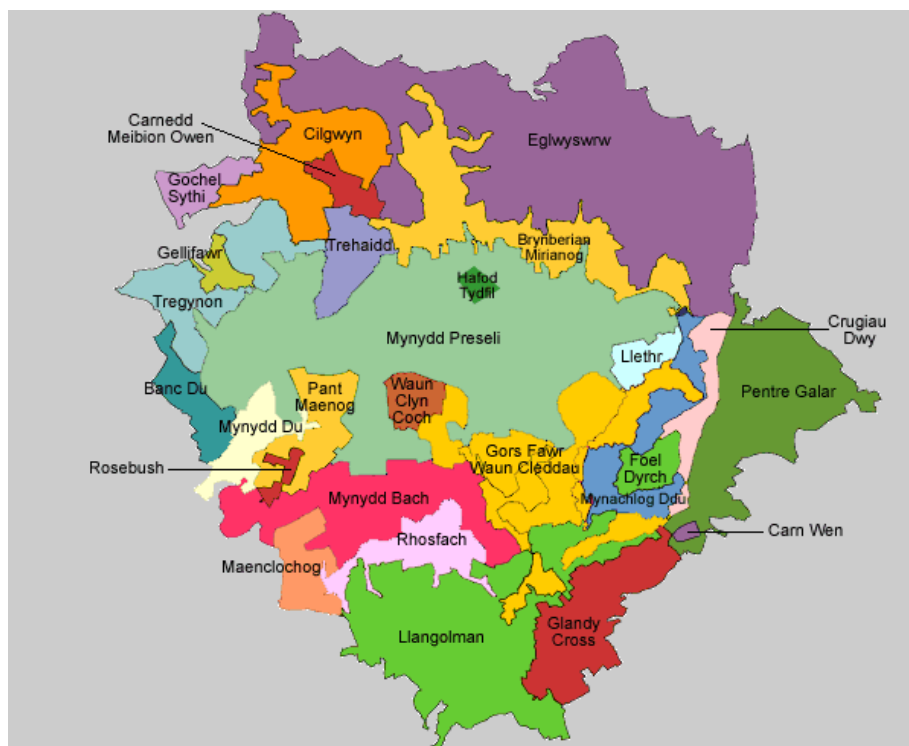 Carnedd
Meibion Owen
Cilgwyn
Eglwyswrw
Gochel
Sythi
Gellifawr
Trehaidd
Brynberian
Mirianog
Tregynon
Hafod
Tydfil
Mynydd Preseli
Crugiau
Dwy
Llethr
Banc Du
Pant
Maenog
Waun
Clyn
Coch
Pentre Galar
Mynydd Du
Rosebush
Gors Fawr
Waun Cleddau
Foel
Dyrch
Mynydd Bach
Mynachlog Ddu
Carn Wen
Rhosfach
Maenclochog
Llangolman
Glandy
Cross